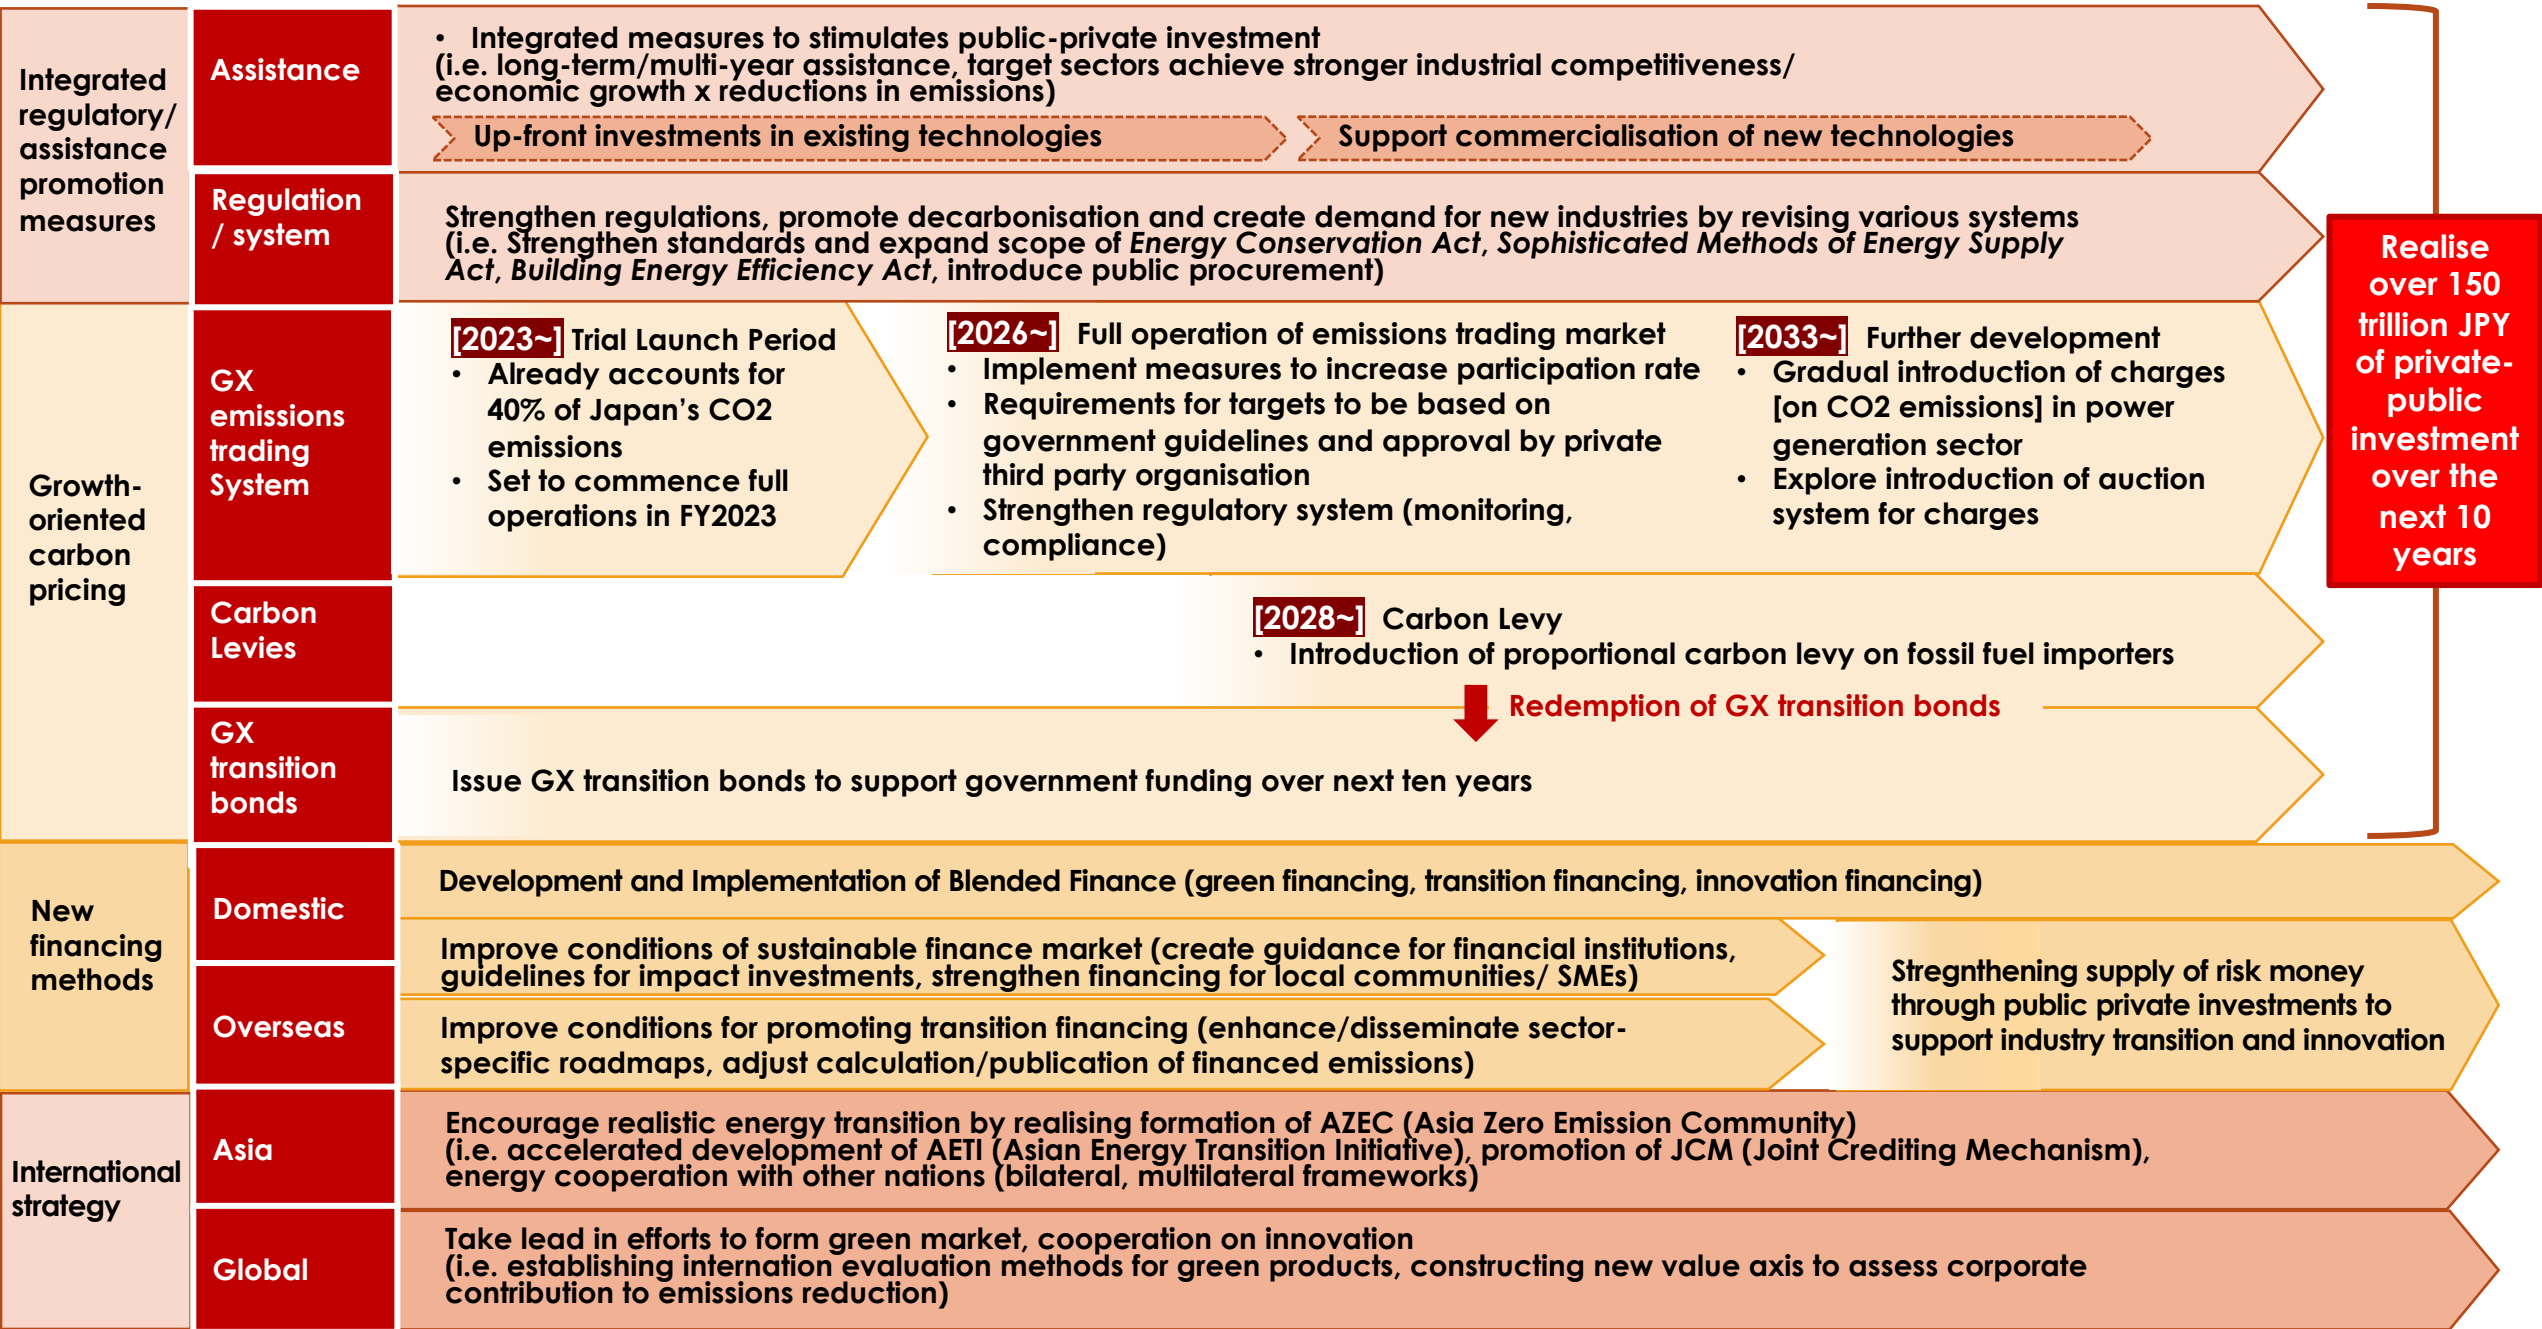 Integrated
regulatory/
assistance
promotion
measures
Assistance
• Integrated measures to stimulates public-private investment
(i.e. long-term/multi-year assistance, target sectors achieve stronger industrial competitiveness/
economic growth x reductions in emissions)
Up-front investments in existing technologies
Support commercialisation of new technologies
Regulation
/ system
Strengthen regulations, promote decarbonisation and create demand for new industries by revising various systems
(i.e. Strengthen standards and expand scope of Energy Conservation Act, Sophisticated Methods of Energy Supply
Act, Building Energy Efficiency Act, introduce public procurement)
Growth-
oriented
carbon
pricing
GX
emissions
trading
System
[2023~] Trial Launch Period
• Already accounts for
40% of Japan’s CO2
emissions
• Set to commence full
operations in FY2023
[2026~] Full operation of emissions trading market
• Implement measures to increase participation rate
• Requirements for targets to be based on
government guidelines and approval by private
third party organisation
• Strengthen regulatory system (monitoring,
compliance)
[2033~] Further development
• Gradual introduction of charges
[on CO2 emissions] in power
generation sector
• Explore introduction of auction
system for charges
Carbon
Levies
[2028~] Carbon Levy
• Introduction of proportional carbon levy on fossil fuel importers
Redemption of GX transition bonds
GX
transition
bonds
Issue GX transition bonds to support government funding over next ten years
Realise
over 150
trillion JPY
of private-
public
investment
over the
next 10
years
New
financing
methods
Domestic
Development and Implementation of Blended Finance (green financing, transition financing, innovation financing)
Improve conditions of sustainable finance market (create guidance for financial institutions,
guidelines for impact investments, strengthen financing for local communities/ SMEs)
Overseas
Improve conditions for promoting transition financing (enhance/disseminate sector-
specific roadmaps, adjust calculation/publication of financed emissions)
Stregnthening supply of risk money
through public private investments to
support industry transition and innovation
International
strategy
Asia
Encourage realistic energy transition by realising formation of AZEC (Asia Zero Emission Community)
(i.e. accelerated development of AETI (Asian Energy Transition Initiative), promotion of JCM (Joint Crediting Mechanism),
energy cooperation with other nations (bilateral, multilateral frameworks)
Global
Take lead in efforts to form green market, cooperation on innovation
(i.e. establishing internation evaluation methods for green products, constructing new value axis to assess corporate
contribution to emissions reduction)